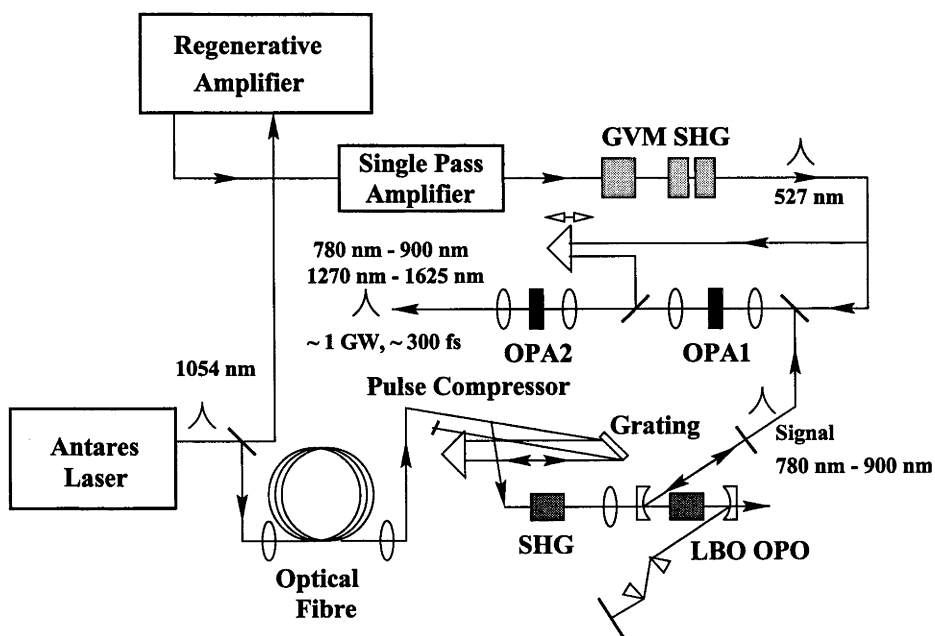 Regenerative
Amplifier
Single Pass
Amplifier
GVM SHG
527 nm
780 nm - 900 nm
1270 nm - 1625 nm
~ 1 GW, ~ 300 fs
OPA2
OPA1
1054 nm
Pulse Compressor
Antares
Laser
Grating
Signal
780 nm - 900 nm
SHG
LBO OPO
Optical
Fibre